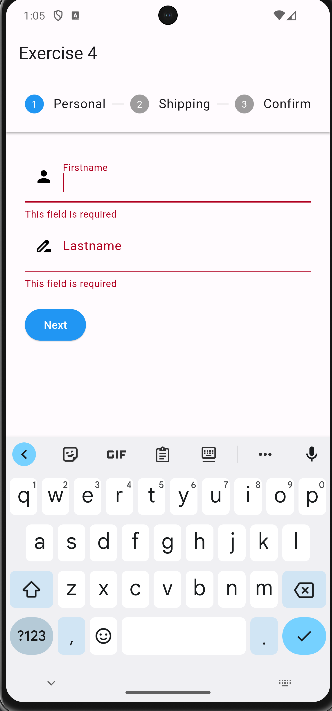 1:05
Exercise 4
1 Personal 2 Shipping 3 Confirm
Firstname
This field is required
Lastname
This field is required
Next
GIF
q1 w2 e3 r4 t5 y6 u7 i8 o9 p0
a s d f g h j k l
z x c v b n m
?123 , .